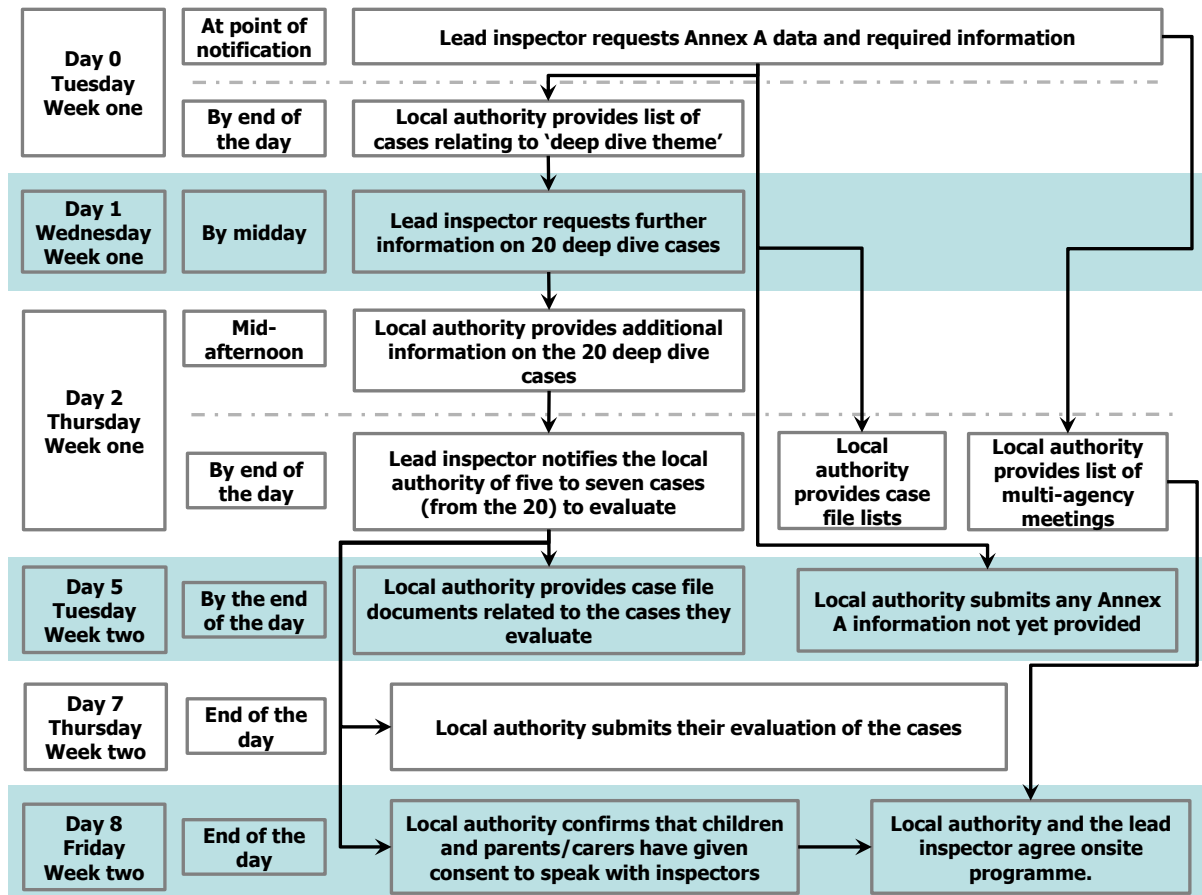 Day 0
Tuesday
Week one
At point of
notification
Lead inspector requests Annex A data and required information
By end of
the day
Local authority provides list of
cases relating to ‘deep dive theme’
Day 1
Wednesday
Week one
By midday
Lead inspector requests further
information on 20 deep dive cases
Day 2
Thursday
Week one
Mid-
afternoon
Local authority provides additional
information on the 20 deep dive
cases
By end of
the day
Lead inspector notifies the local
authority of five to seven cases
(from the 20) to evaluate
Local
authority
provides case
file lists
Local authority
provides list of
multi-agency
meetings
Day 5
Tuesday
Week two
By the end
of the day
Local authority provides case file
documents related to the cases they
evaluate
Local authority submits any Annex
A information not yet provided
Day 7
Thursday
Week two
End of the
day
Local authority submits their evaluation of the cases
Day 8
Friday
Week two
End of the
day
Local authority confirms that children
and parents/carers have given
consent to speak with inspectors
Local authority and the lead
inspector agree onsite
programme.